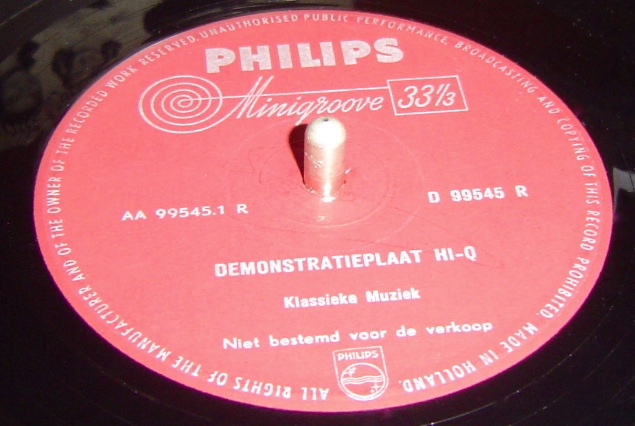 ALL RIGHTS OF THE MANUFACTURER AND OF THE OWNER OF THE RECORDED WORK RESERVED. UNAUTHORISED PUBLIC PERFORMANCE, BROADCASTING AND COPYING OF THIS RECORD PROHIBITED. MADE IN HOLLAND.
PHILIPS
Minigroove 33⅓
AA 99545.1 R
D 99545 R
DEMONSTRATIEPLAAT HI-Q
Klassieke Muziek
Niet bestemd voor de verkoop
PHILIPS